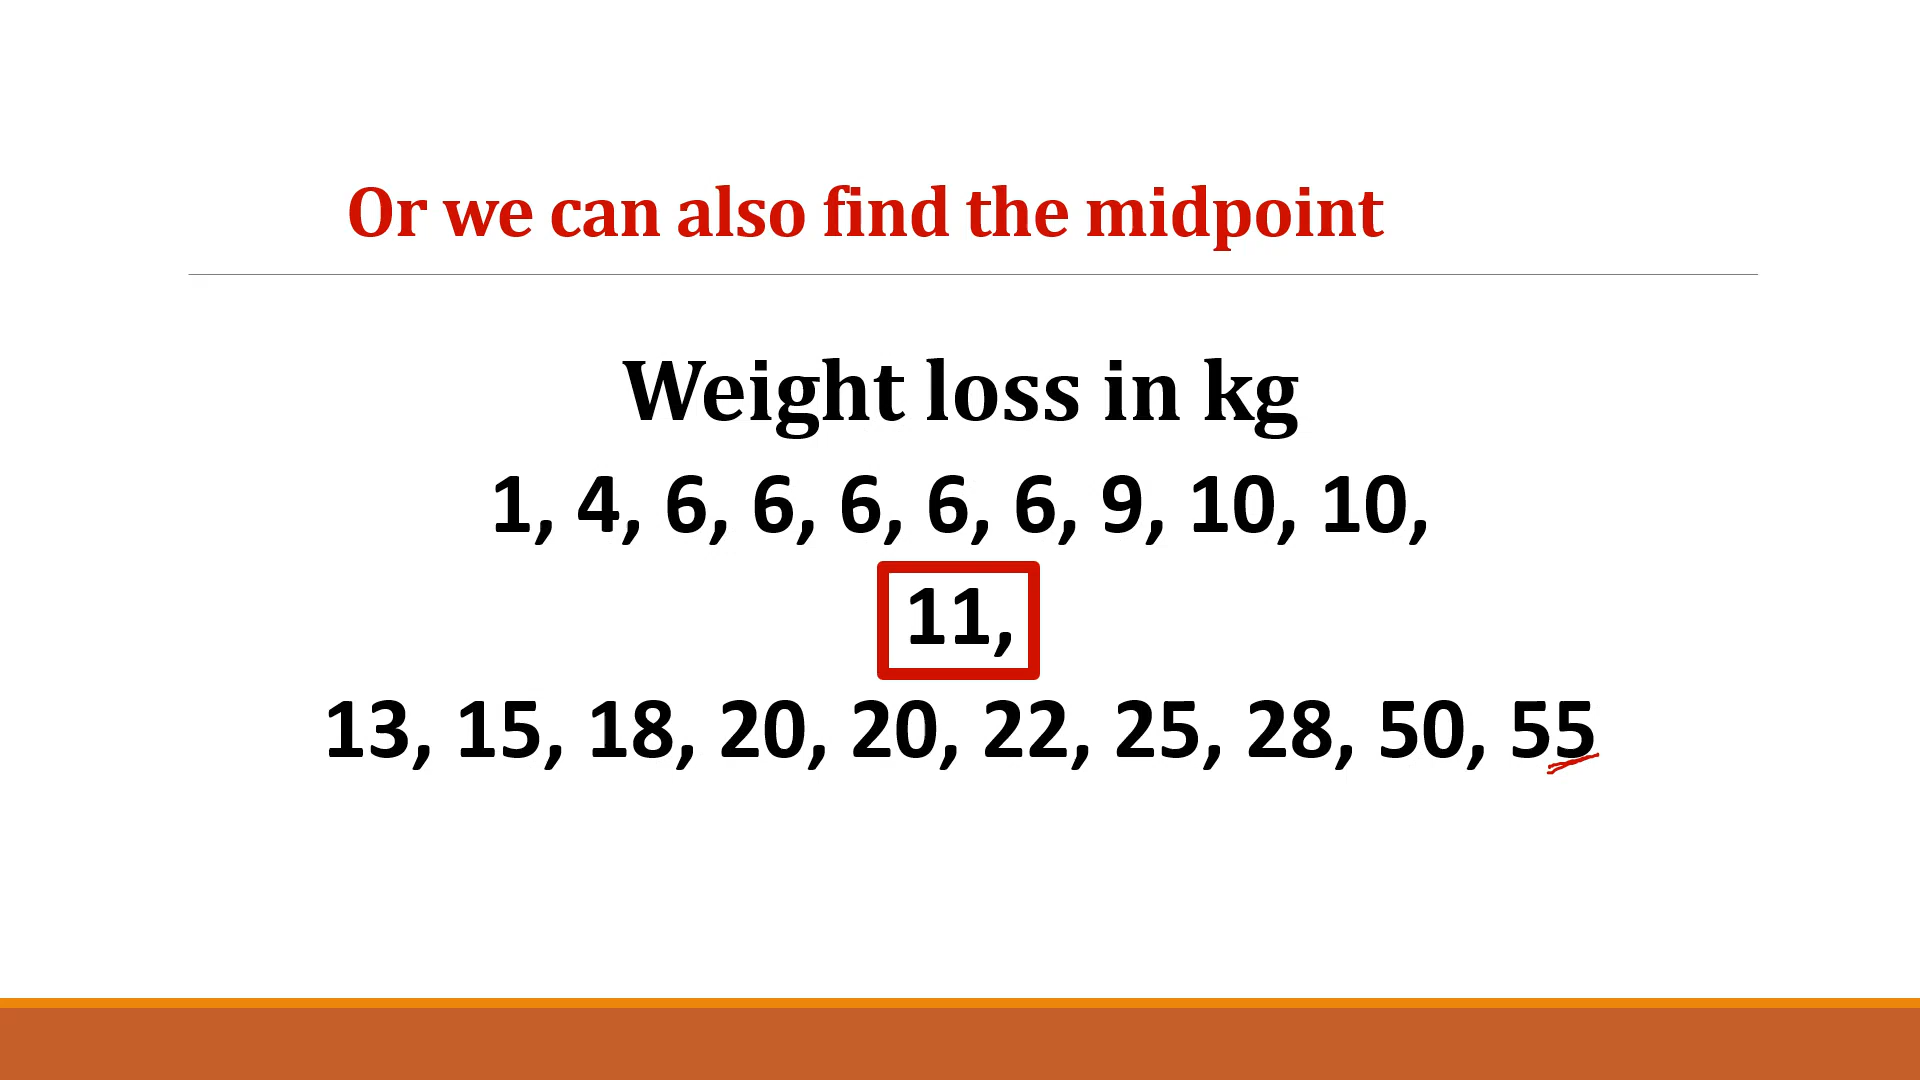 Or we can also find the midpoint
Weight loss in kg
1, 4, 6, 6, 6, 6, 6, 9, 10, 10,
11,
13, 15, 18, 20, 20, 22, 25, 28, 50, 55